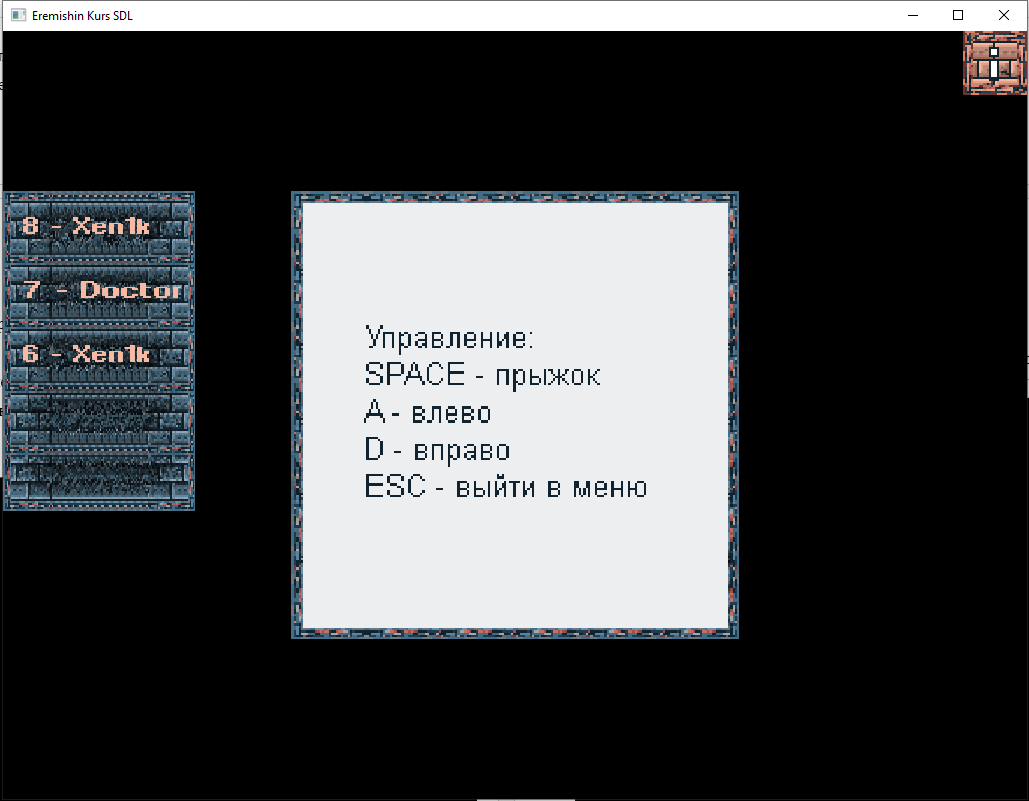 Eremishin Kurs SDL
8 - Xen1k
7 - Doctor
6 - Xen1k
Управление:
SPACE - прыжок
A - влево
D - вправо
ESC - выйти в меню